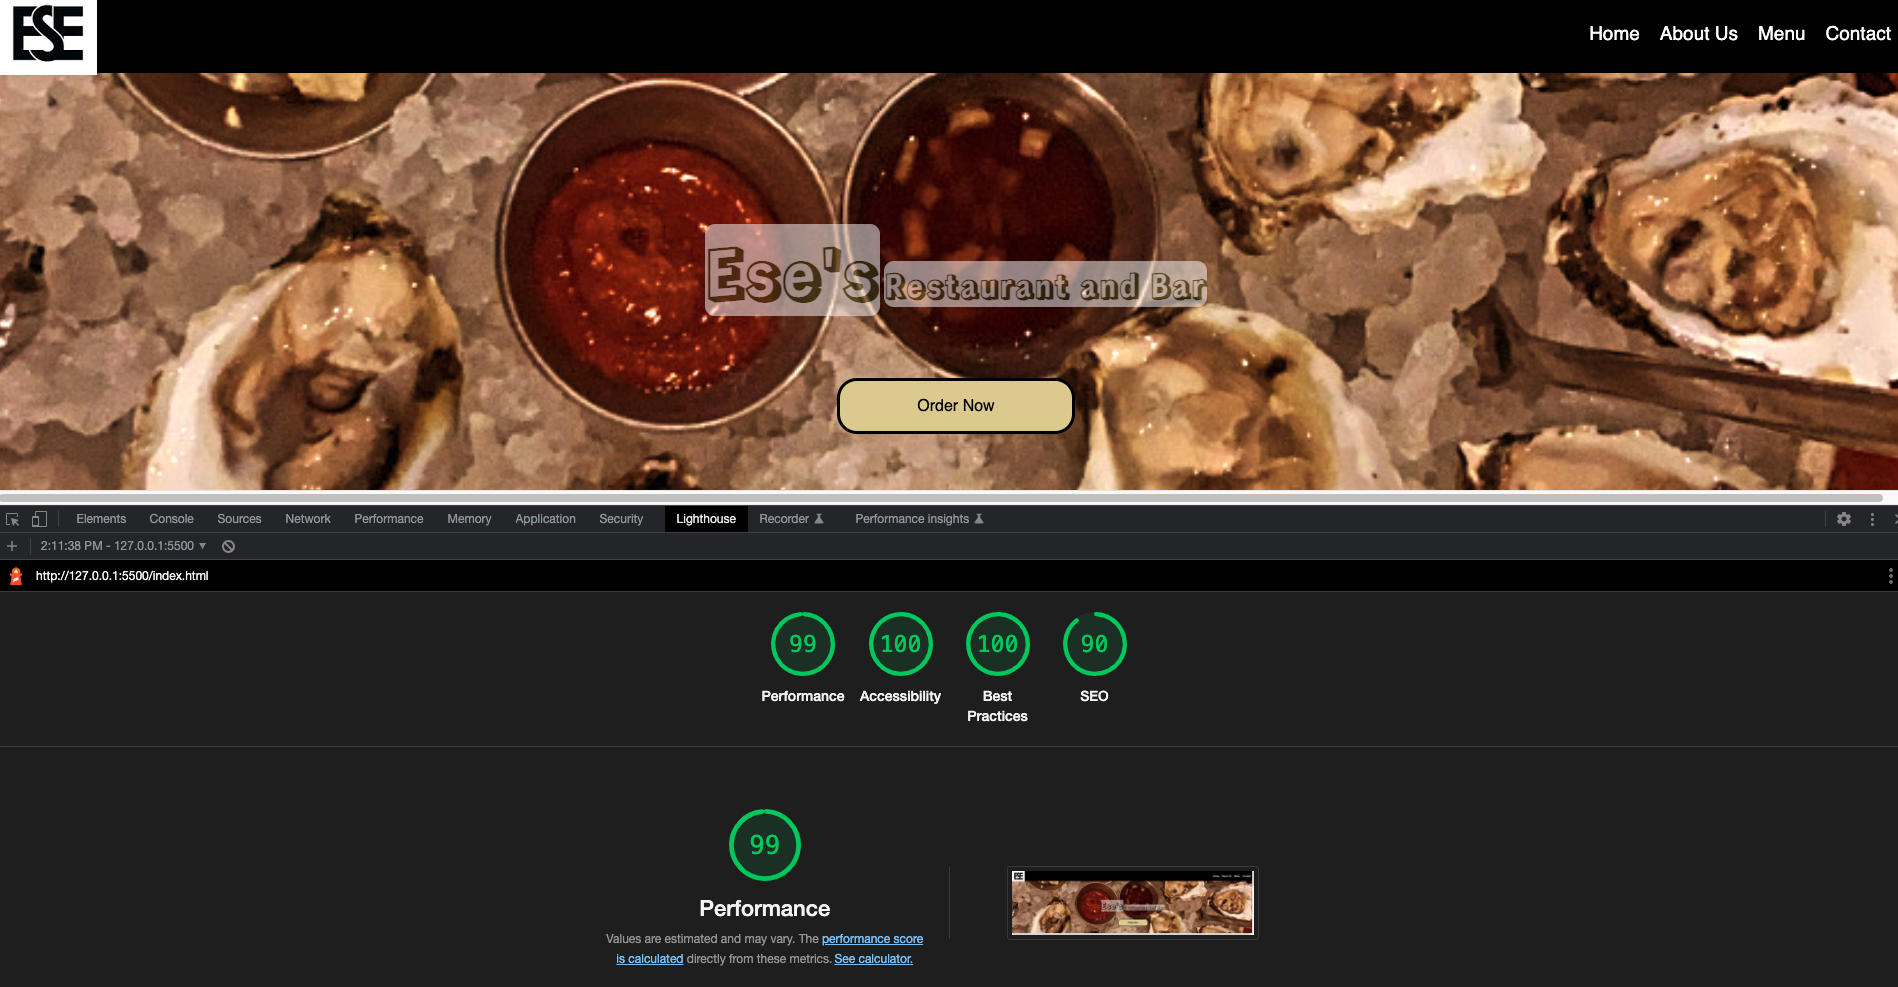 ESE
Home About Us Menu Contact
Ese's Restaurant and Bar
Order Now
Elements Console Sources Network Performance Memory Application Security Lighthouse Recorder Performance insights
2:11:38 PM - 127.0.0.1:5500
http://127.0.0.1:5500/index.html
99 100 100 90
Performance Accessibility Best Practices SEO
99
Performance
Values are estimated and may vary. The performance score
is calculated directly from these metrics. See calculator.